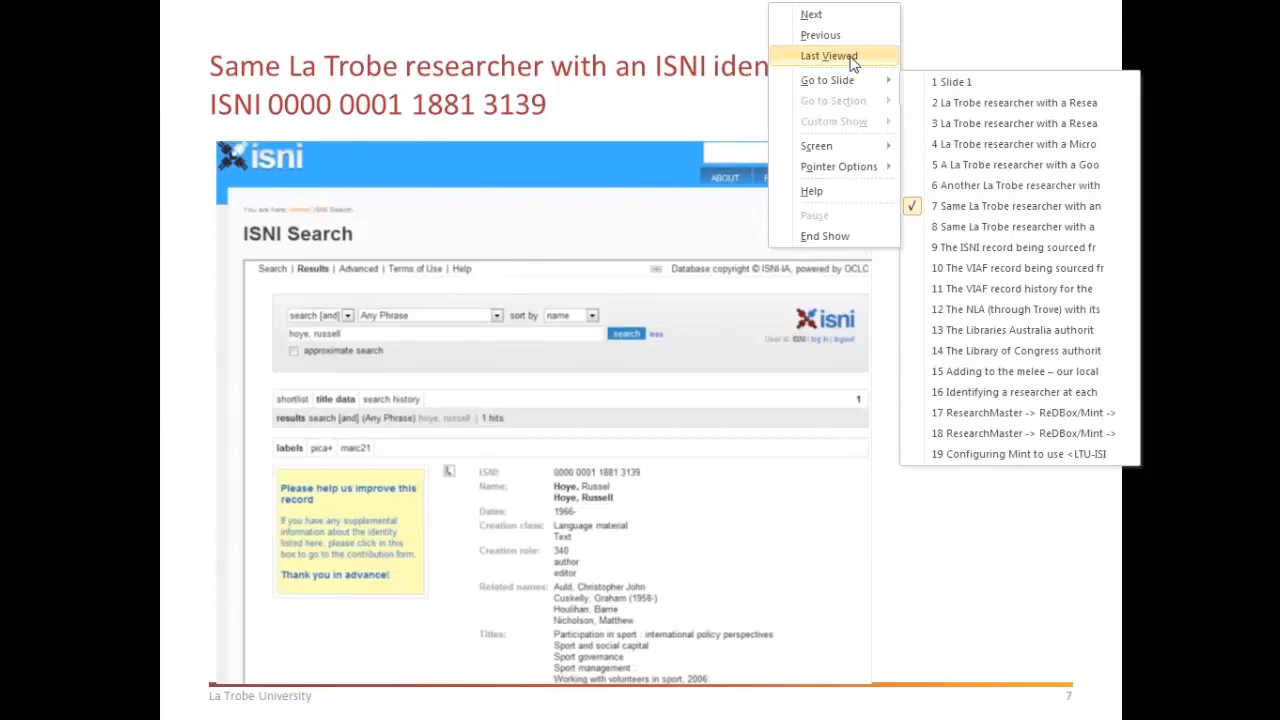 Same La Trobe researcher with an ISNI iden
ISNI 0000 0001 1881 3139
Next
Previous
Last Viewed
Go to Slide
Go to Section
Custom Show
Screen
Pointer Options
Help
Pause
End Show
1 Slide 1
2 La Trobe researcher with a Resea
3 La Trobe researcher with a Resea
4 La Trobe researcher with a Micro
5 A La Trobe researcher with a Goo
6 Another La Trobe researcher with
7 Same La Trobe researcher with an
8 Same La Trobe researcher with a
9 The ISNI record being sourced fr
10 The VIAF record being sourced fr
11 The VIAF record history for the
12 The NLA (through Trove) with its
13 The Libraries Australia authorit
14 The Library of Congress authorit
15 Adding to the melee – our local
16 Identifying a researcher at each
17 ResearchMaster -> ReDBox/Mint ->
18 ResearchMaster -> ReDBox/Mint ->
19 Configuring Mint to use <LTU-ISI
isni
ABOUT
You are here: Home: ISNI Search
ISNI Search
Search | Results | Advanced | Terms of Use | Help
Database copyright © ISNI-IA, powered by OCLC
search [and] Any Phrase sort by name
hoye, russell search less
approximate search
isni
User ID: ISNI | log in | logout
shortlist title data search history 1
results search [and] (Any Phrase) hoye, russell | 1 hits
labels pica+ marc21
Please help us improve this
record
If you have any supplemental
information about the identity
listed here, please click in this
box to go to the contribution form.
Thank you in advance!
ISNI: 0000 0001 1881 3139
Name: Hoye, Russel
Hoye, Russell
Dates: 1966-
Creation class: Language material
Text
Creation role: 340
author
editor
Related names: Auld, Christopher John
Cuskelly, Graham (1958-)
Houlihan, Barrie
Nicholson, Matthew
Titles: Participation in sport : international policy perspectives
Sport and social capital
Sport governance
Sport management :
Working with volunteers in sport, 2006:
La Trobe University 7